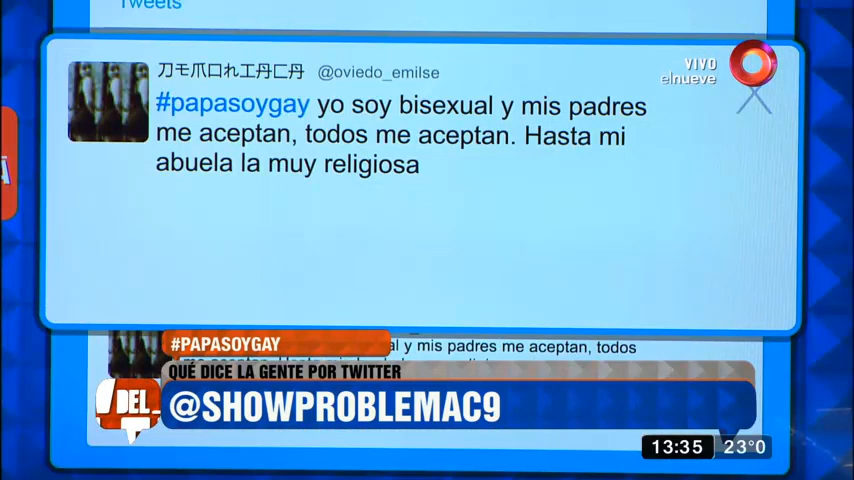 Tweets
刀モ爪口れ工丹匚丹 @oviedo_emilse
#papasoygay yo soy bisexual y mis padres
me aceptan, todos me aceptan. Hasta mi
abuela la muy religiosa
VIVO
elnueve
#PAPASOYGAY
al y mis padres me aceptan, todos
QUÉ DICE LA GENTE POR TWITTER
DEL
@SHOWPROBLEMAC9
13:35 23°0